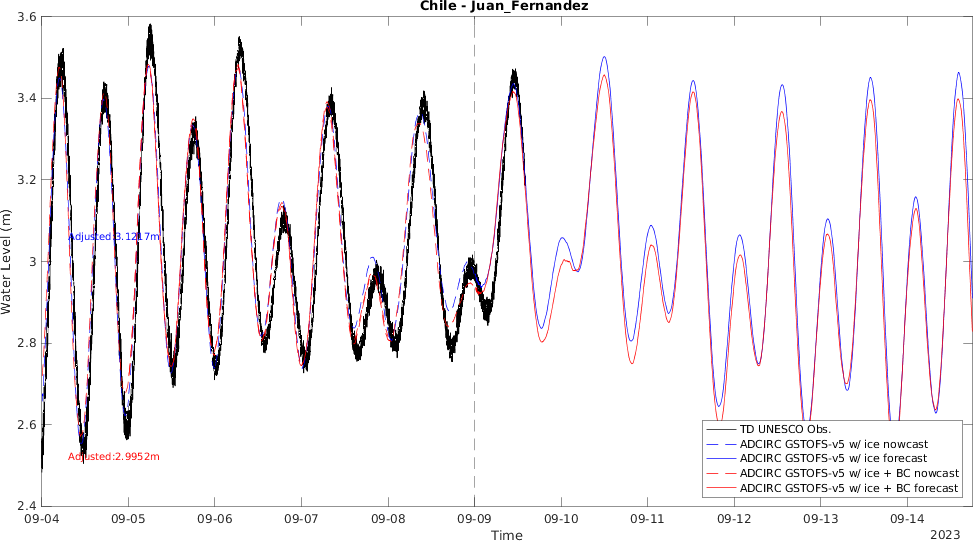 Chile - Juan_Fernandez
3.6
3.4
3.2
3
2.8
2.6
2.4
Water Level (m)
Adjusted:3.1217m
Adjusted:2.9952m
TD UNESCO Obs.
ADCIRC GSTOFS-v5 w/ ice nowcast
ADCIRC GSTOFS-v5 w/ ice forecast
ADCIRC GSTOFS-v5 w/ ice + BC nowcast
ADCIRC GSTOFS-v5 w/ ice + BC forecast
09-04 09-05 09-06 09-07 09-08 09-09 09-10 09-11 09-12 09-13 09-14
Time
2023